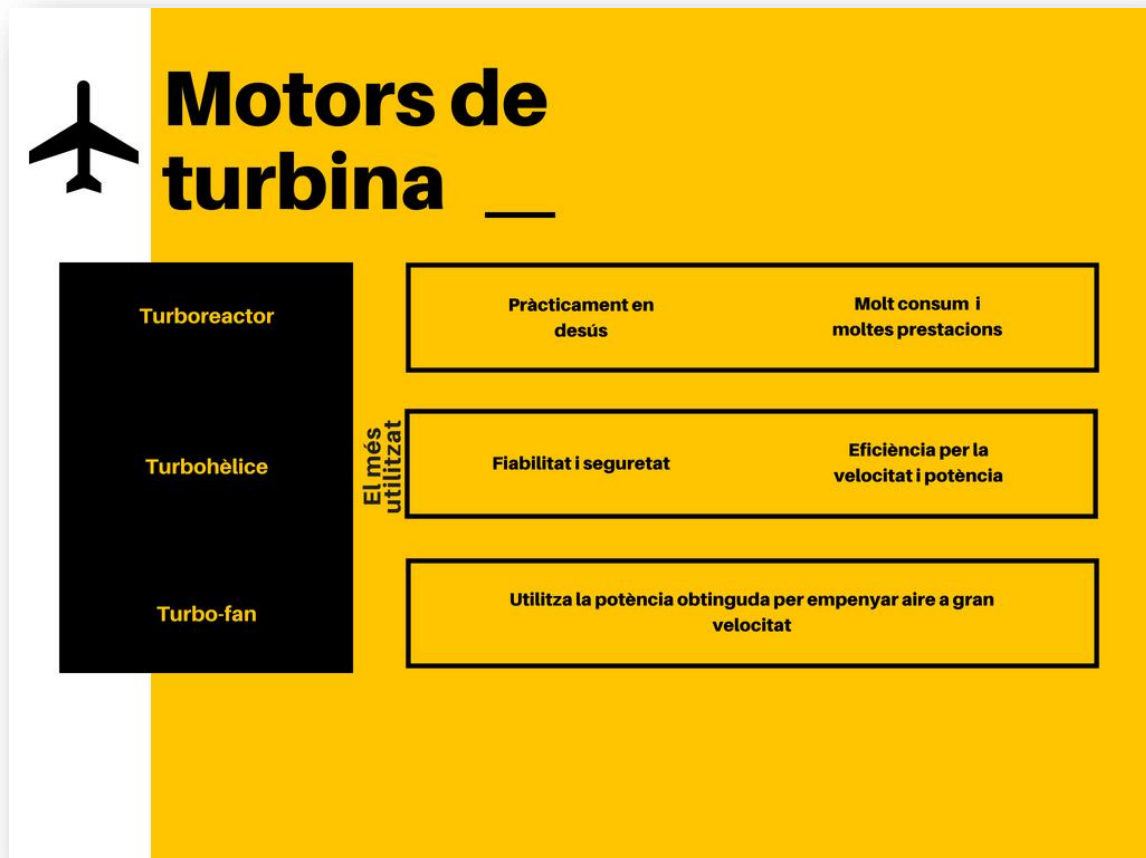 Motors de
turbina __
Turboreactor
Pràcticament en
desús
Molt consum i
moltes prestacions
Turbohèlice
El més
utilitzat
Fiabilitat i seguretat
Eficiència per la
velocitat i potència
Turbo-fan
Utilitza la potència obtinguda per empenyar aire a gran
velocitat